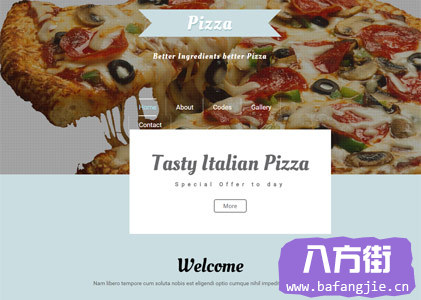 Pizza
Better Ingredients better Pizza
Home About Codes Gallery
Contact
Tasty Italian Pizza
Special Offer to day
More
Welcome
Nam libero tempore cum soluta nobis est eligendi optio cumque nihil impedit
八方街
www.bafangjie.cn